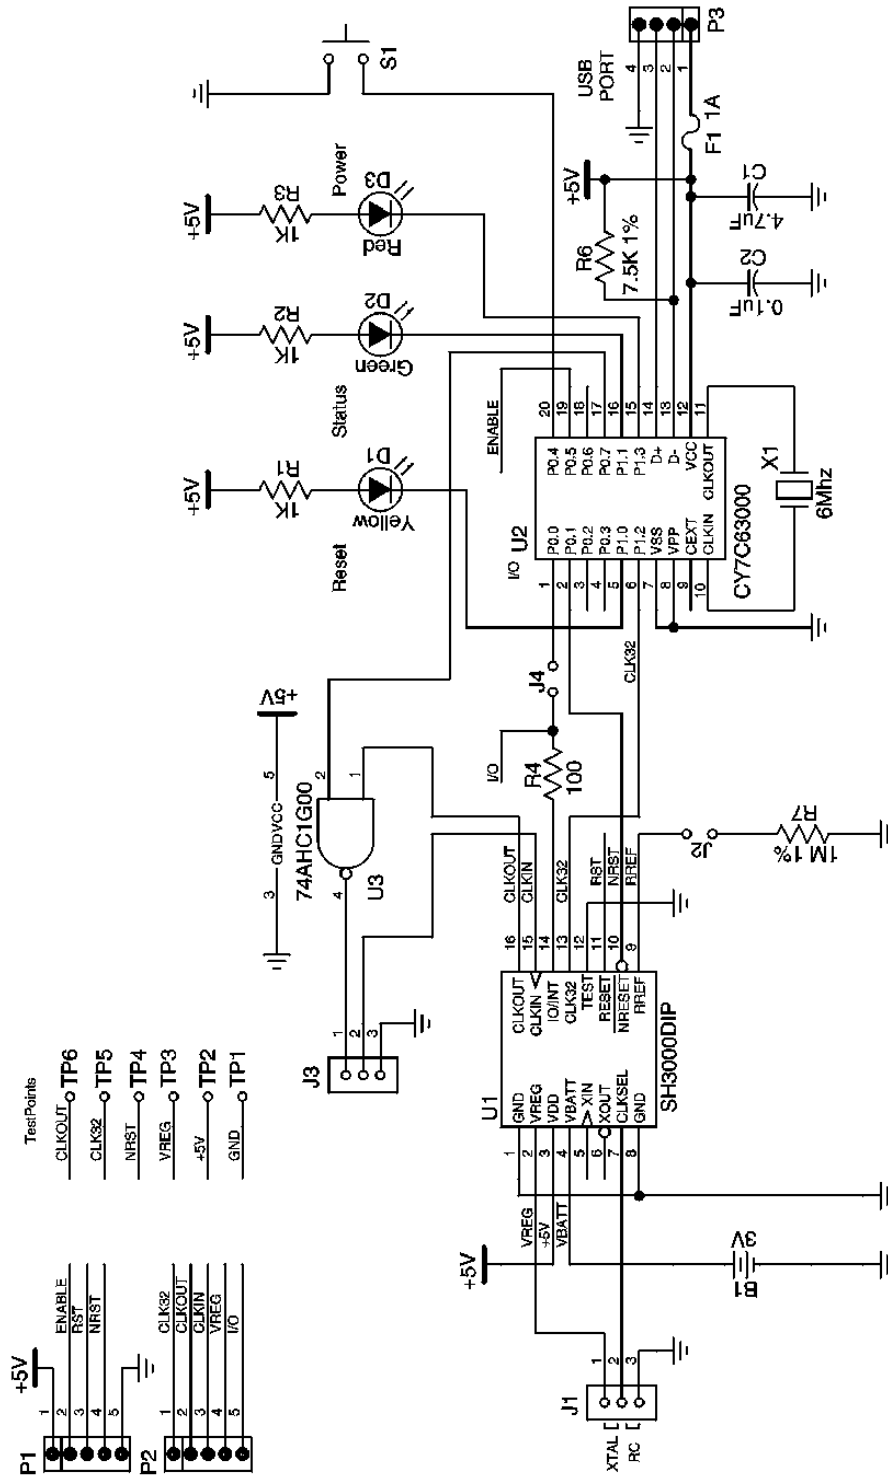 P1
+5V
1
2
3
4
5
ENABLE
RST
NRST
P2
1
2
3
4
5
CLK32
CLKOUT
CLKIN
VREG
I/O
TestPoints
CLKOUT TP6
CLK32 TP5
NRST TP4
VREG TP3
+5V TP2
GND TP1
J1
XTAL
RC
1
2
3
+5V
VREG
+5V
VBATT
B1
3V
U1
SH3000DIP
1 GND
2 VREG
3 VDD
4 VBATT
5 XIN
6 XOUT
7 CLKSEL
8 GND
CLKOUT 16 CLKOUT
CLKIN 15 CLKIN
IO/INT 14
CLK32 13 CLK32
TEST 12
RESET 11 RST
NRESET 10 NRST
RREF 9 RREF
J3
1
2
3
U3
74AHC1G00
4
1
2
3 GND
VCC 5
+5V
R4
100
I/O
J4
J2
R7
1M 1%
CLK32
I/O
U2
CY7C63000
1 P0.0
2 P0.1
3 P0.2
4 P0.3
5 P1.0
6 P1.2
7 VSS
8 VPP
9 CEXT
10 CLKIN
P0.4 20
P0.5 19
P0.6 18
P0.7 17
P1.1 16
P1.3 15
D+ 14
D- 13
VCC 12
CLKOUT 11
ENABLE
X1
6Mhz
Reset
+5V
R1
1K
D1
Yellow
Status
+5V
R2
1K
D2
Green
Power
+5V
R3
1K
D3
Red
S1
+5V
R6
7.5K 1%
C2
0.1uF
C1
4.7uF
F1 1A
USB
PORT
4
3
2
1
P3